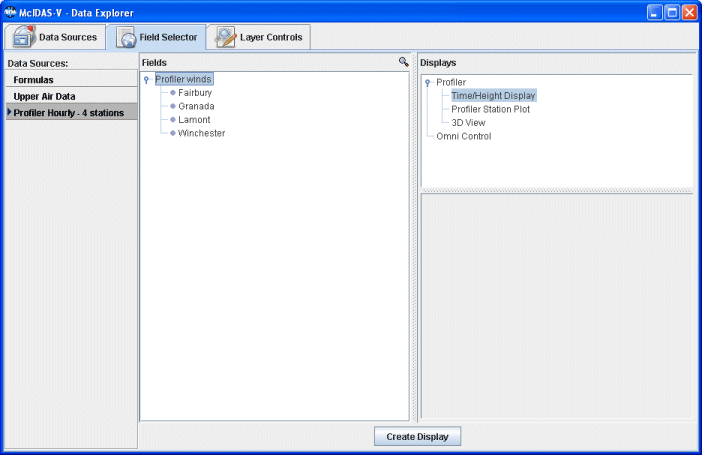 McIDAS-V - Data Explorer
Data Sources
Field Selector
Layer Controls
Data Sources:
Formulas
Upper Air Data
Profiler Hourly - 4 stations
Fields
Profiler winds
Fairbury
Granada
Lamont
Winchester
Displays
Profiler
Time/Height Display
Profiler Station Plot
3D View
Omni Control
Create Display